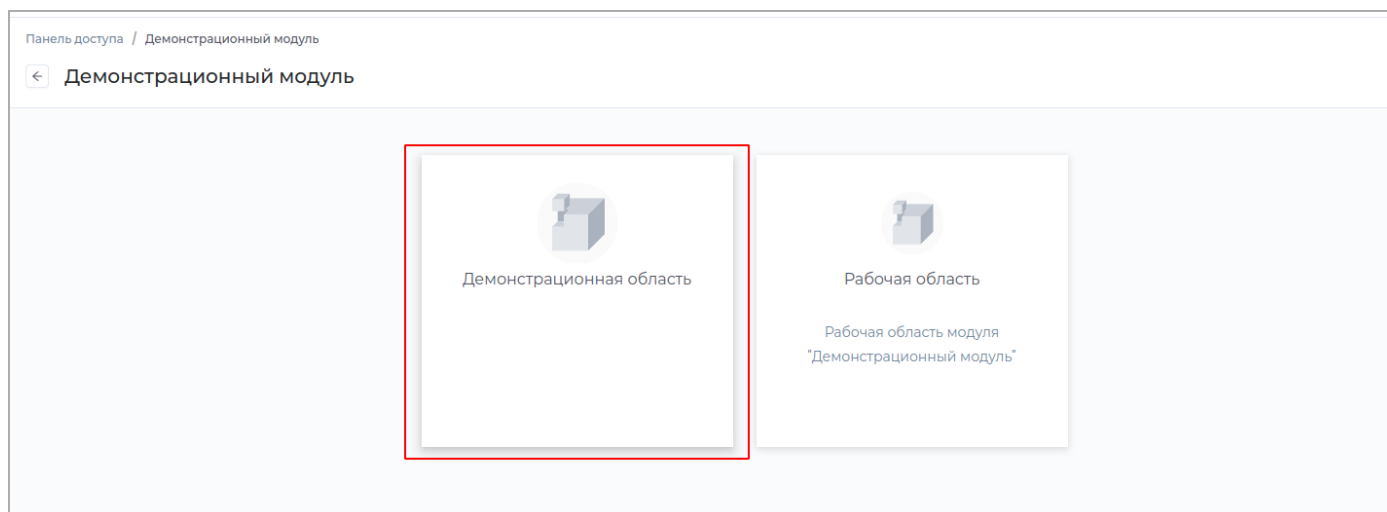 Панель доступа / Демонстрационный модуль
Демонстрационный модуль
Демонстрационная область
Рабочая область
Рабочая область модуля
"Демонстрационный модуль"